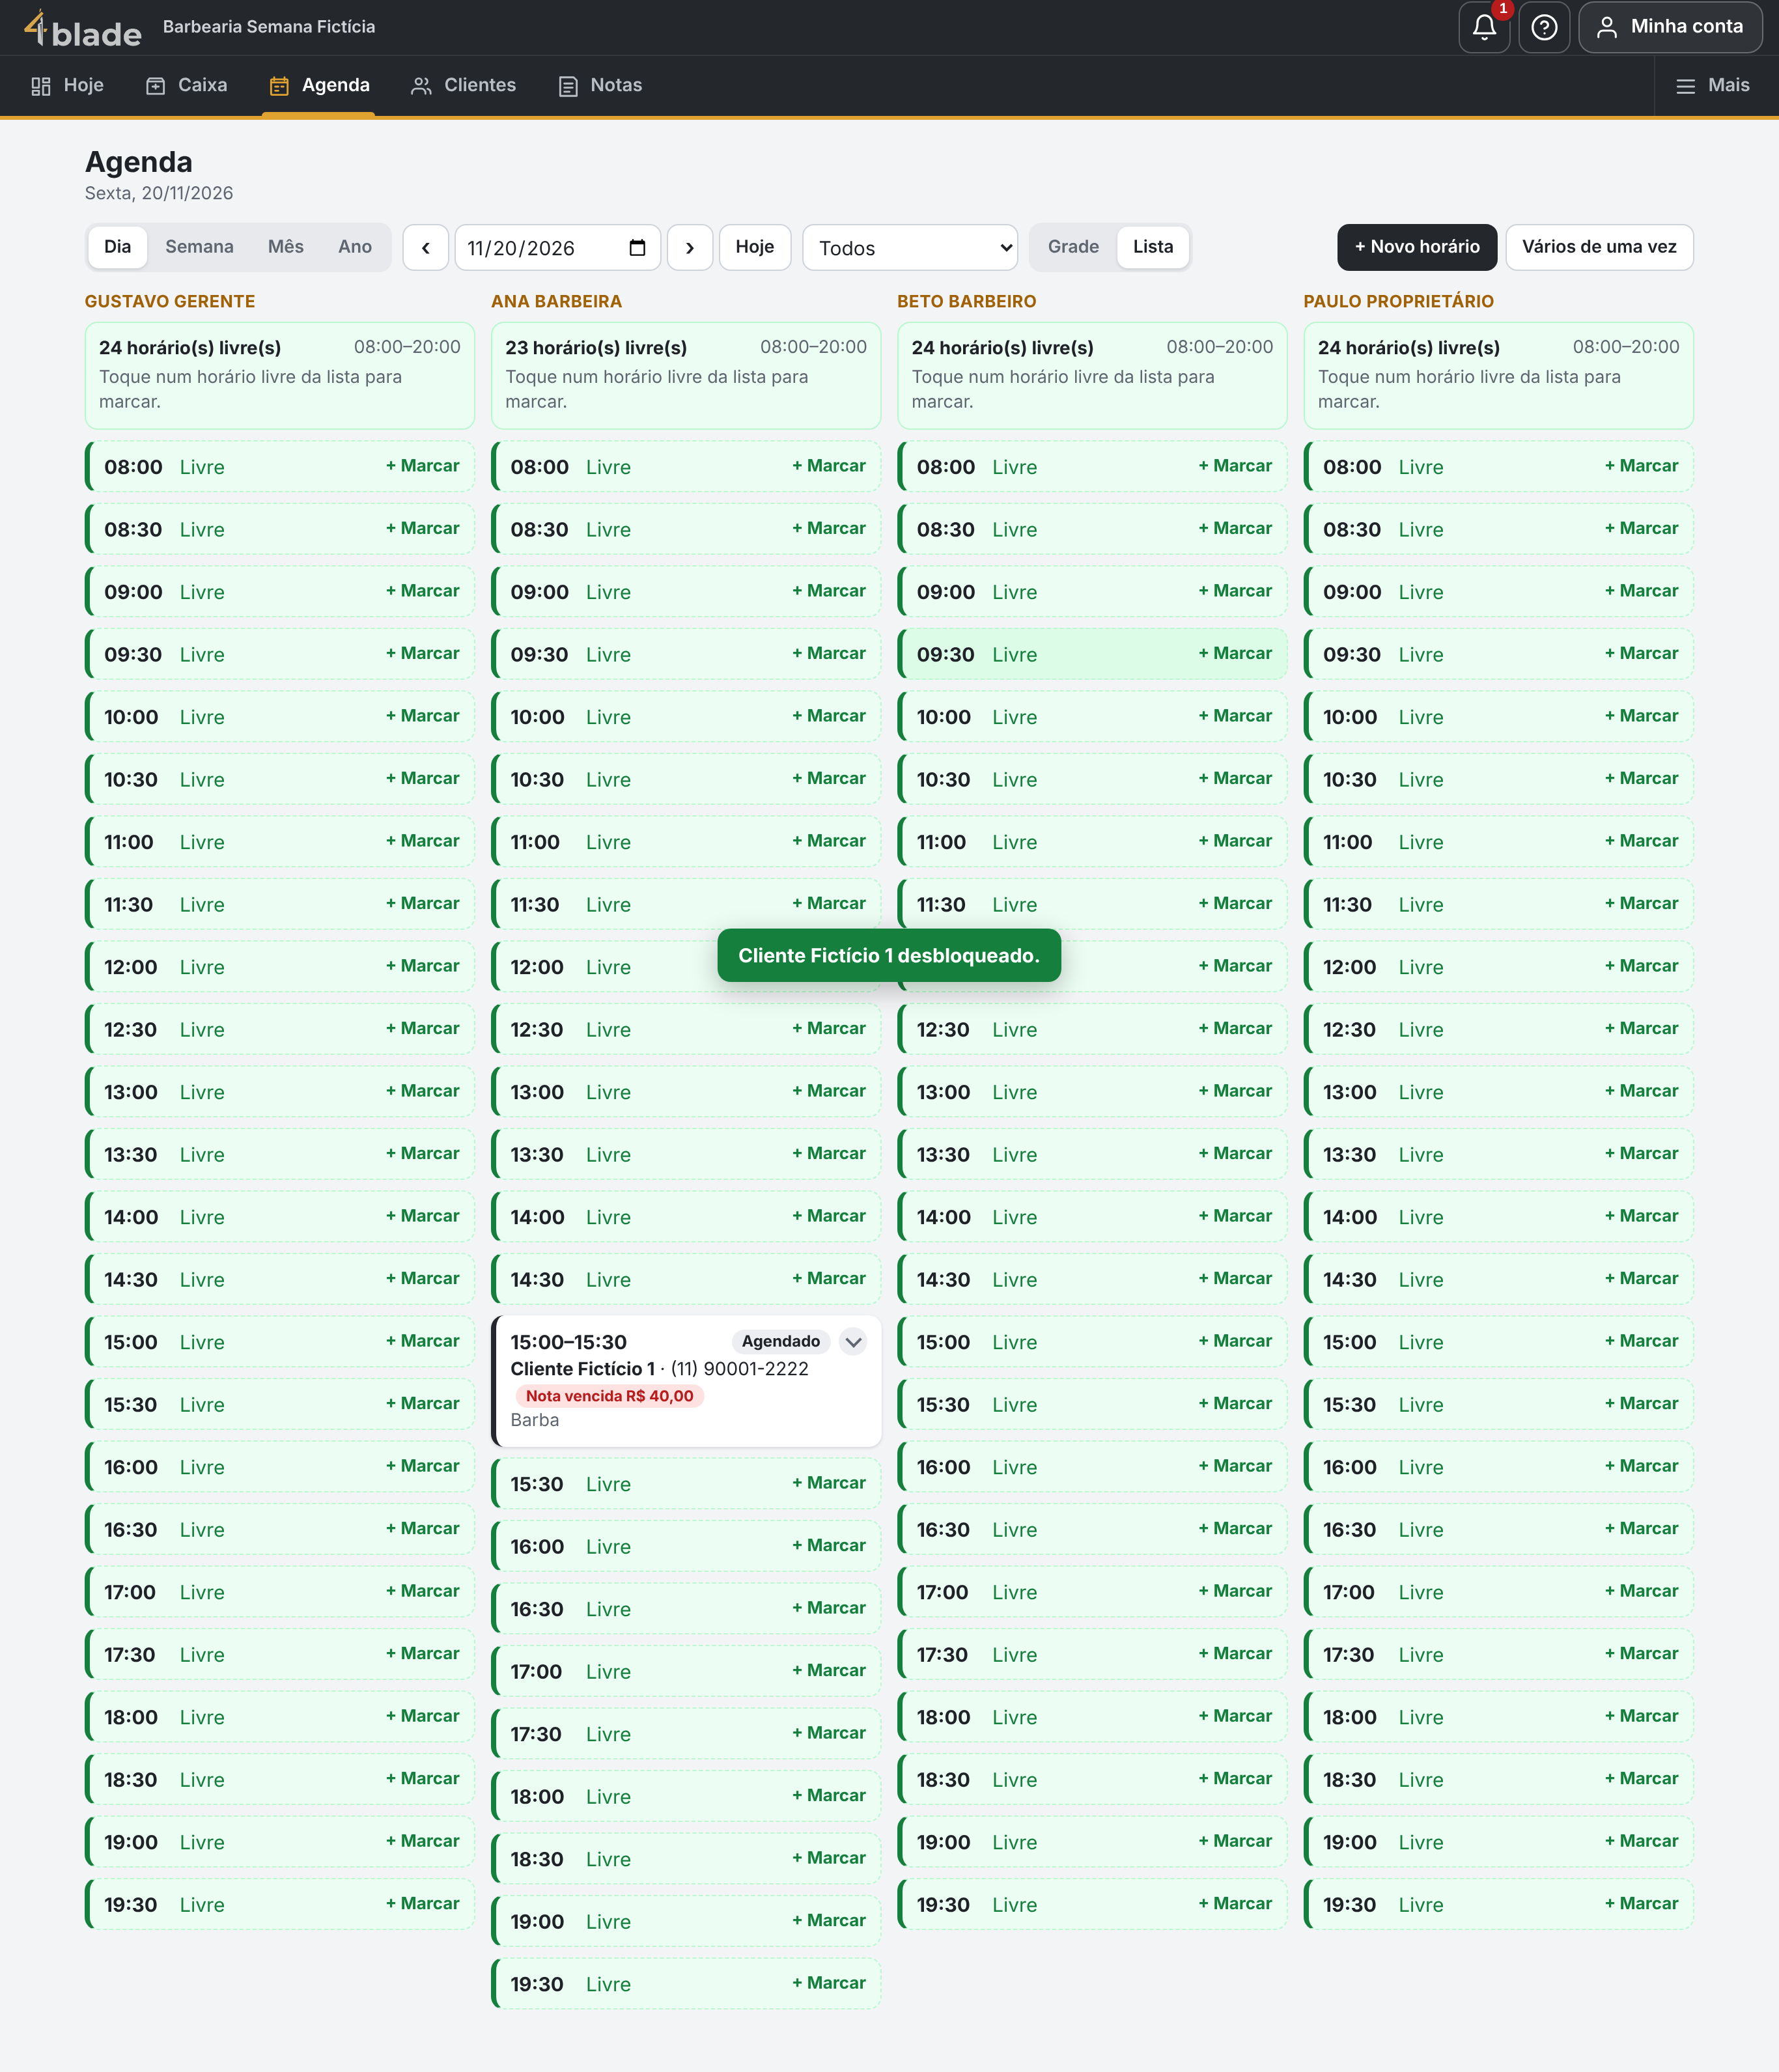 4blade Barbearia Semana Fictícia 1 Minha conta
Hoje Caixa Agenda Clientes Notas Mais
Agenda
Sexta, 20/11/2026
Dia Semana Mês Ano ‹ 11/20/2026 › Hoje Todos Grade Lista + Novo horário Vários de uma vez
GUSTAVO GERENTE
24 horário(s) livre(s) 08:00–20:00
Toque num horário livre da lista para
marcar.
08:00 Livre + Marcar
08:30 Livre + Marcar
09:00 Livre + Marcar
09:30 Livre + Marcar
10:00 Livre + Marcar
10:30 Livre + Marcar
11:00 Livre + Marcar
11:30 Livre + Marcar
12:00 Livre + Marcar
12:30 Livre + Marcar
13:00 Livre + Marcar
13:30 Livre + Marcar
14:00 Livre + Marcar
14:30 Livre + Marcar
15:00 Livre + Marcar
15:30 Livre + Marcar
16:00 Livre + Marcar
16:30 Livre + Marcar
17:00 Livre + Marcar
17:30 Livre + Marcar
18:00 Livre + Marcar
18:30 Livre + Marcar
19:00 Livre + Marcar
19:30 Livre + Marcar
ANA BARBEIRA
23 horário(s) livre(s) 08:00–20:00
Toque num horário livre da lista para
marcar.
08:00 Livre + Marcar
08:30 Livre + Marcar
09:00 Livre + Marcar
09:30 Livre + Marcar
10:00 Livre + Marcar
10:30 Livre + Marcar
11:00 Livre + Marcar
11:30 Livre + Marcar
12:00 Livre
12:30 Livre + Marcar
13:00 Livre + Marcar
13:30 Livre + Marcar
14:00 Livre + Marcar
14:30 Livre + Marcar
15:00–15:30 Agendado
Cliente Fictício 1 · (11) 90001-2222
Nota vencida R$ 40,00
Barba
15:30 Livre + Marcar
16:00 Livre + Marcar
16:30 Livre + Marcar
17:00 Livre + Marcar
17:30 Livre + Marcar
18:00 Livre + Marcar
18:30 Livre + Marcar
19:00 Livre + Marcar
19:30 Livre + Marcar
BETO BARBEIRO
24 horário(s) livre(s) 08:00–20:00
Toque num horário livre da lista para
marcar.
08:00 Livre + Marcar
08:30 Livre + Marcar
09:00 Livre + Marcar
09:30 Livre + Marcar
10:00 Livre + Marcar
10:30 Livre + Marcar
11:00 Livre + Marcar
11:30 Livre + Marcar
+ Marcar
12:30 Livre + Marcar
13:00 Livre + Marcar
13:30 Livre + Marcar
14:00 Livre + Marcar
14:30 Livre + Marcar
15:00 Livre + Marcar
15:30 Livre + Marcar
16:00 Livre + Marcar
16:30 Livre + Marcar
17:00 Livre + Marcar
17:30 Livre + Marcar
18:00 Livre + Marcar
18:30 Livre + Marcar
19:00 Livre + Marcar
19:30 Livre + Marcar
PAULO PROPRIETÁRIO
24 horário(s) livre(s) 08:00–20:00
Toque num horário livre da lista para
marcar.
08:00 Livre + Marcar
08:30 Livre + Marcar
09:00 Livre + Marcar
09:30 Livre + Marcar
10:00 Livre + Marcar
10:30 Livre + Marcar
11:00 Livre + Marcar
11:30 Livre + Marcar
12:00 Livre + Marcar
12:30 Livre + Marcar
13:00 Livre + Marcar
13:30 Livre + Marcar
14:00 Livre + Marcar
14:30 Livre + Marcar
15:00 Livre + Marcar
15:30 Livre + Marcar
16:00 Livre + Marcar
16:30 Livre + Marcar
17:00 Livre + Marcar
17:30 Livre + Marcar
18:00 Livre + Marcar
18:30 Livre + Marcar
19:00 Livre + Marcar
19:30 Livre + Marcar
Cliente Fictício 1 desbloqueado.